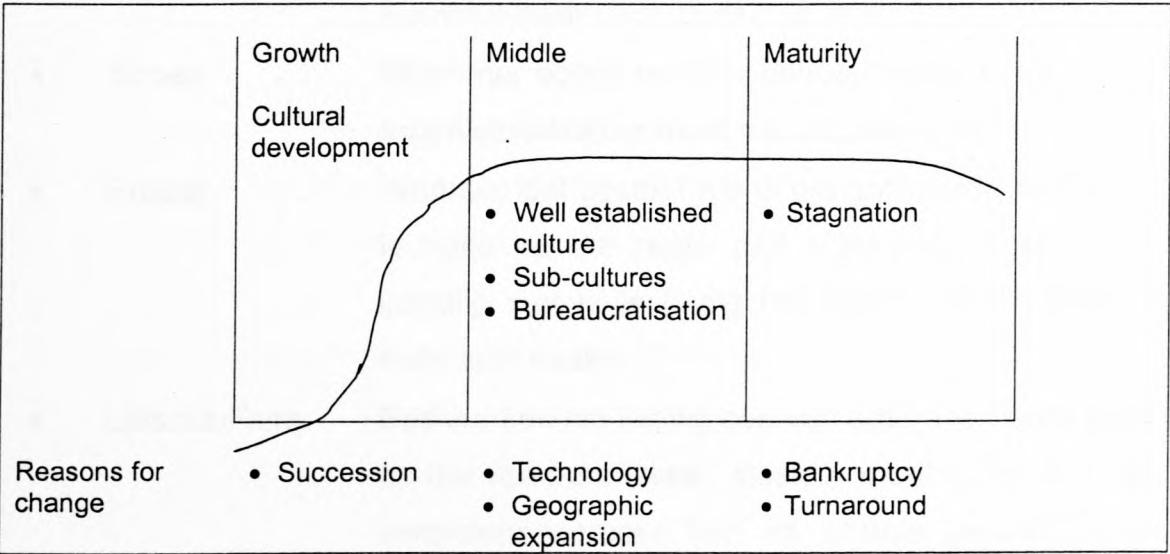 Growth Middle Maturity
Cultural
development
• Well established
culture
• Sub-cultures
• Bureaucratisation
• Stagnation
Reasons for
change
• Succession
• Technology
• Geographic
expansion
• Bankruptcy
• Turnaround